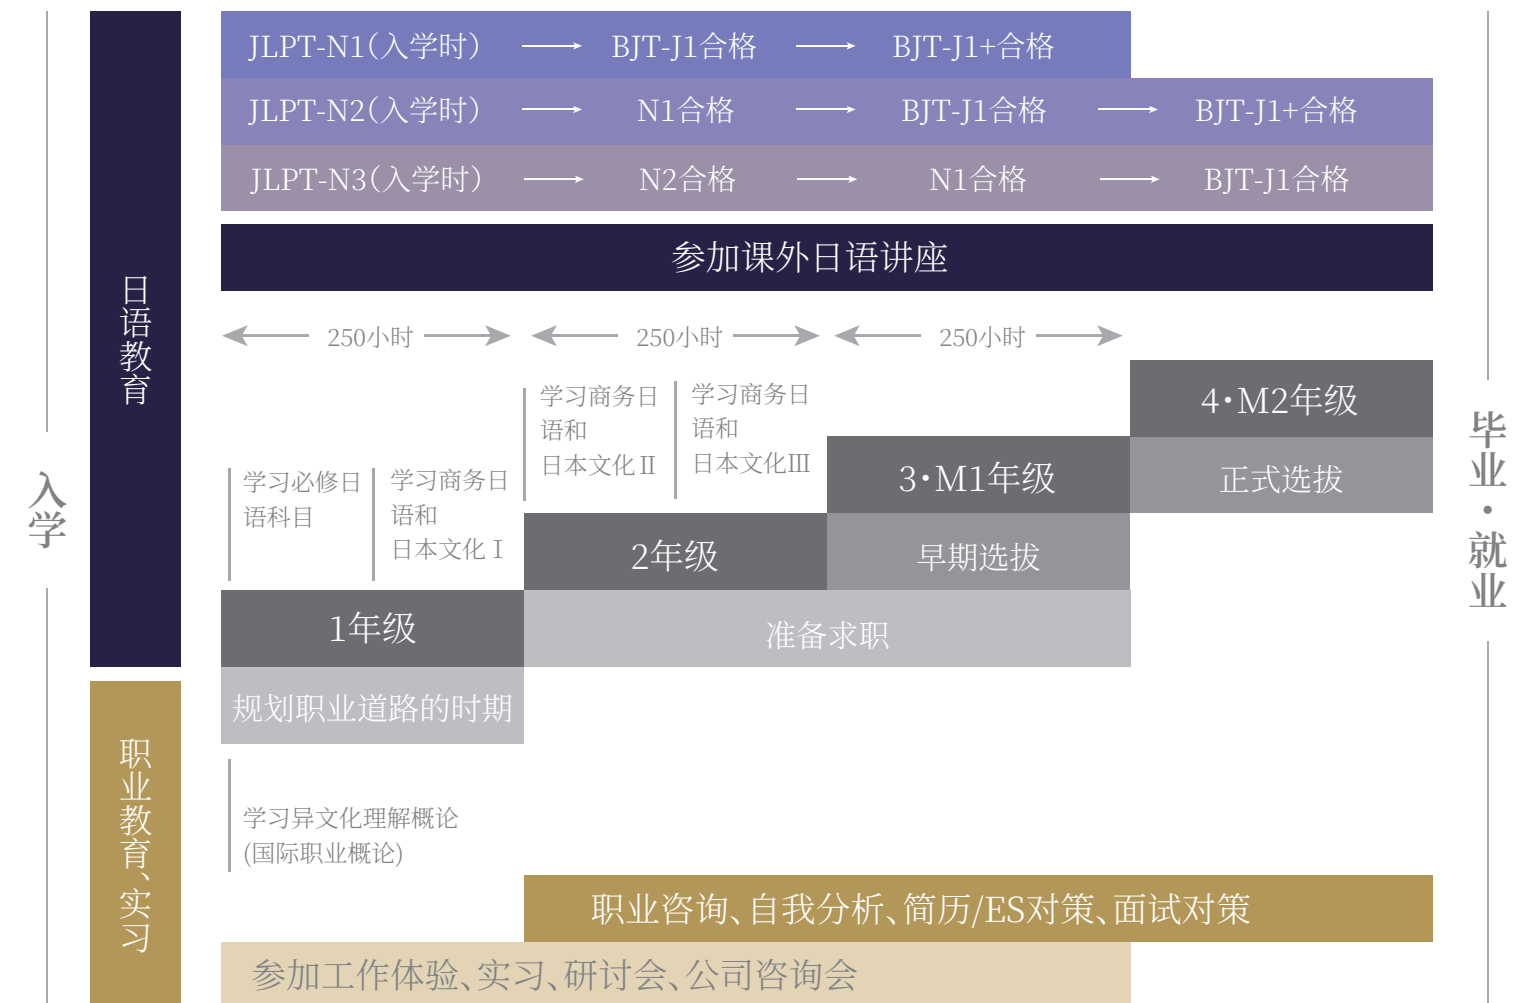 入学
日语教育
JLPT-N1(入学时) BJT-J1合格 BJT-J1+合格
JLPT-N2(入学时) N1合格 BJT-J1合格 BJT-J1+合格
JLPT-N3(入学时) N2合格 N1合格 BJT-J1合格
参加课外日语讲座
250小时 250小时 250小时
学习必修日
语科目
学习商务日
语和
日本文化Ⅰ
学习商务日
语和
日本文化Ⅱ
学习商务日
语和
日本文化Ⅲ
1年级
规划职业道路的时期
2年级
准备求职
3·M1年级
早期选拔
4·M2年级
正式选拔
职业教育、实习
学习异文化理解概论
(国际职业概论)
职业咨询、自我分析、简历/ES对策、面试对策
参加工作体验、实习、研讨会、公司咨询会
毕业·就业